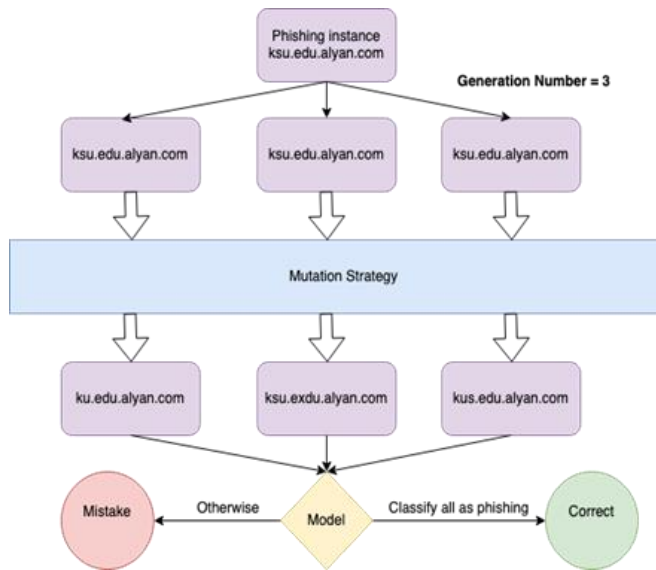 Phishing instance
ksu.edu.alyan.com
Generation Number = 3
ksu.edu.alyan.com
ksu.edu.alyan.com
ksu.edu.alyan.com
Mutation Strategy
ku.edu.alyan.com
ksu.exdu.alyan.com
kus.edu.alyan.com
Mistake
Otherwise
Model
Classify all as phishing
Correct